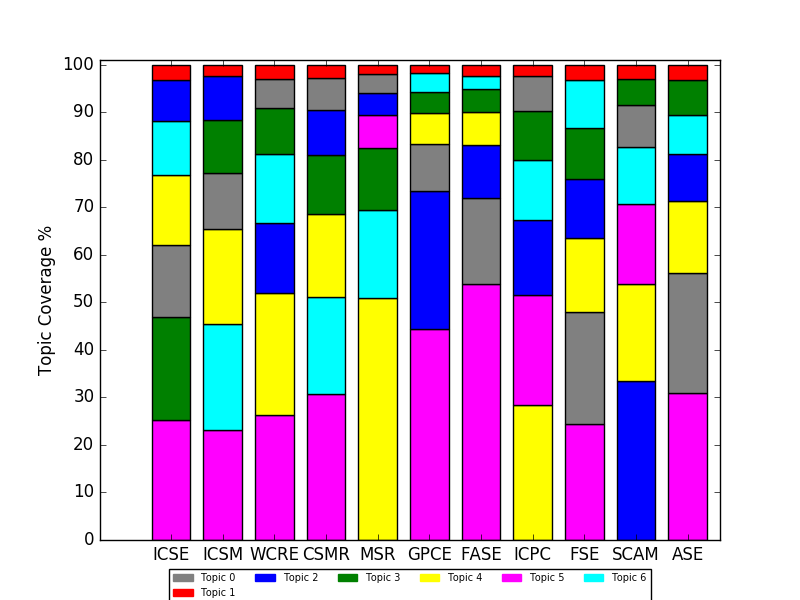 100
90
80
70
60
50
40
30
20
10
0
Topic Coverage %
ICSE ICSM WCRE CSMR MSR GPCE FASE ICPC FSE SCAM ASE
Topic 0 Topic 2 Topic 3 Topic 4 Topic 5 Topic 6
Topic 1